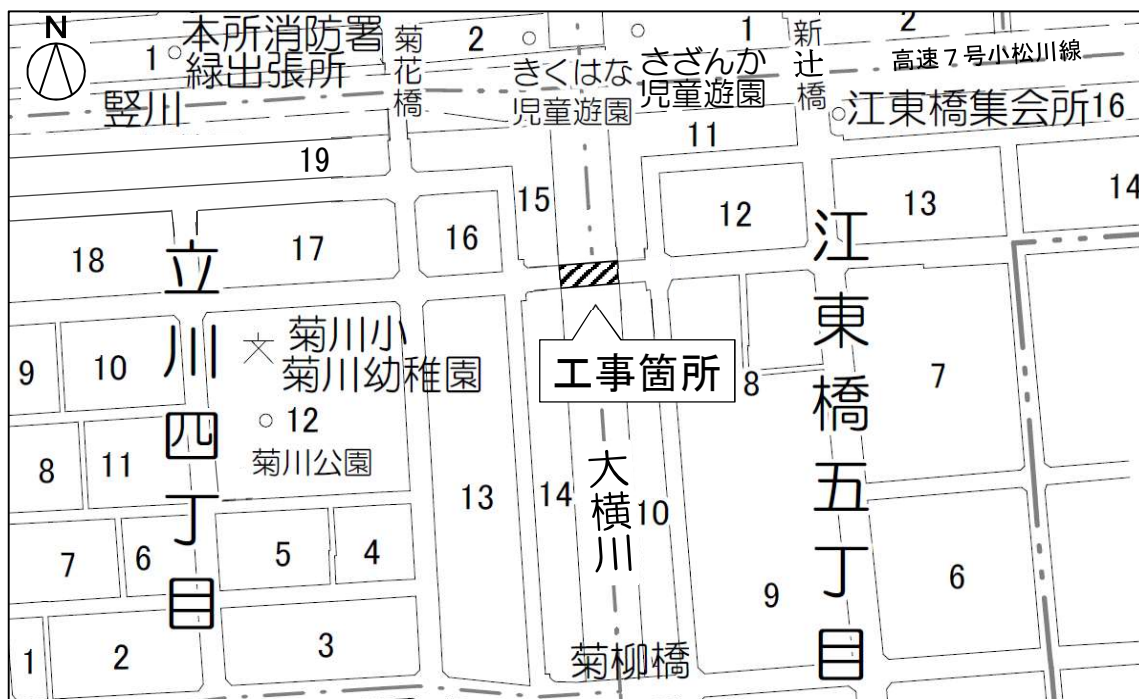 N
1
本所消防署
緑出張所
竪川
菊花橋
2
きくはな
児童遊園
さざんか
児童遊園
1
新辻橋
2
高速7号小松川線
江東橋集会所
16
11
19
15
12
13
14
16
17
18
立川四丁目
江東橋五丁目
菊川小
菊川幼稚園
12
菊川公園
工事箇所
9
10
8
7
8
11
13
14
大横川
10
7
6
5
4
9
6
1
2
3
菊柳橋